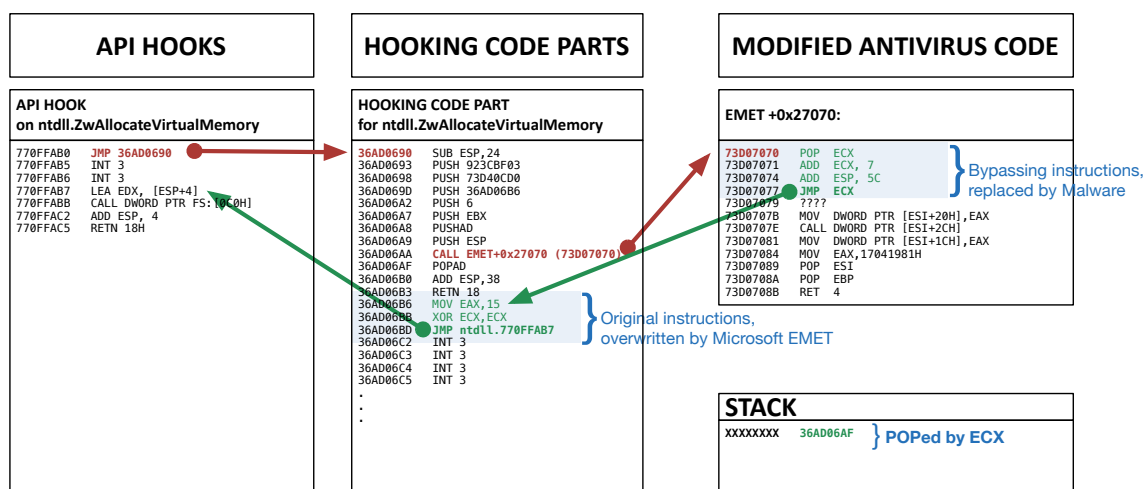 API HOOKS
HOOKING CODE PARTS
MODIFIED ANTIVIRUS CODE
API HOOK
on ntdll.ZwAllocateVirtualMemory
770FFAB0 JMP 36AD0690
770FFAB5 INT 3
770FFAB6 INT 3
770FFAB7 LEA EDX, [ESP+4]
770FFABB CALL DWORD PTR FS:[0C0H]
770FFAC2 ADD ESP, 4
770FFAC5 RETN 18H
HOOKING CODE PART
for ntdll.ZwAllocateVirtualMemory
36AD0690 SUB ESP,24
36AD0693 PUSH 923CBF03
36AD0698 PUSH 73D40CD0
36AD069D PUSH 36AD06B6
36AD06A2 PUSH 6
36AD06A7 PUSH EBX
36AD06A8 PUSHAD
36AD06A9 PUSH ESP
36AD06AA CALL EMET+0x27070 (73D07070)
36AD06AF POPAD
36AD06B0 ADD ESP,38
36AD06B3 RETN 18
36AD06B6 MOV EAX,15
36AD06BB XOR ECX,ECX
36AD06BD JMP ntdll.770FFAB7
36AD06C2 INT 3
36AD06C3 INT 3
36AD06C4 INT 3
36AD06C5 INT 3
.
.
.
Original instructions,
overwritten by Microsoft EMET
EMET +0x27070:
73D07070 POP ECX
73D07071 ADD ECX, 7
73D07074 ADD ESP, 5C
73D07077 JMP ECX
73D07079 ????
73D0707B MOV DWORD PTR [ESI+20H],EAX
73D0707E CALL DWORD PTR [ESI+2CH]
73D07081 MOV DWORD PTR [ESI+1CH],EAX
73D07084 MOV EAX,17041981H
73D07089 POP ESI
73D0708A POP EBP
73D0708B RET 4
Bypassing instructions,
replaced by Malware
STACK
XXXXXXXX 36AD06AF
POPed by ECX